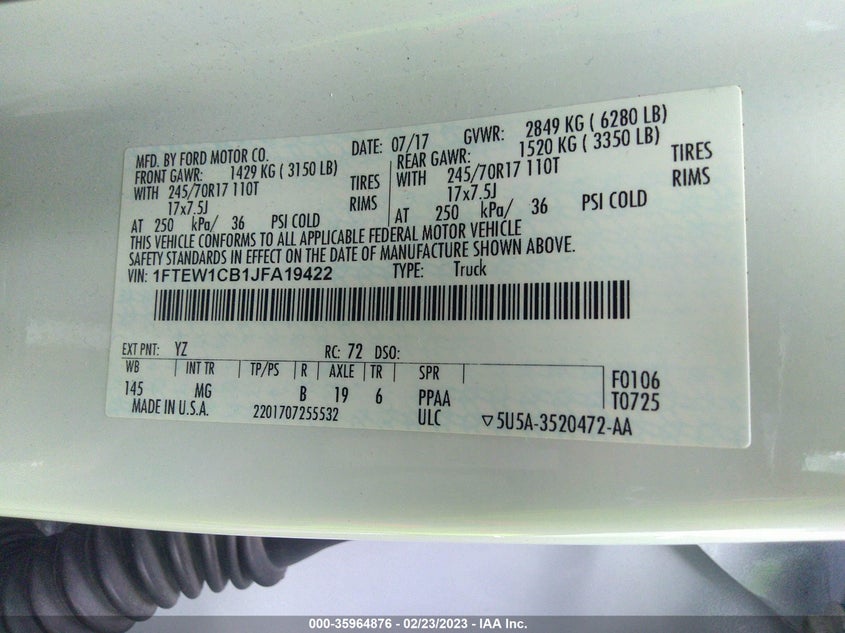 MFD. BY FORD MOTOR CO. DATE: 07/17 GVWR: 2849 KG ( 6280 LB)
FRONT GAWR: 1429 KG ( 3150 LB) REAR GAWR: 1520 KG ( 3350 LB)
WITH 245/70R17 110T TIRES WITH 245/70R17 110T TIRES
17x7.5J RIMS 17x7.5J RIMS
AT 250 kPa/ 36 PSI COLD AT 250 kPa/ 36 PSI COLD
THIS VEHICLE CONFORMS TO ALL APPLICABLE FEDERAL MOTOR VEHICLE
SAFETY STANDARDS IN EFFECT ON THE DATE OF MANUFACTURE SHOWN ABOVE.
VIN: 1FTEW1CB1JFA19422 TYPE: Truck
EXT PNT: YZ RC: 72 DSO:
WB INT TR TP/PS R AXLE TR SPR
145 MG B 19 6 PPAA F0106
ULC T0725
MADE IN U.S.A. 2201707255532 ▽5U5A-3520472-AA
000-35964876 - 02/23/2023 - IAA Inc.